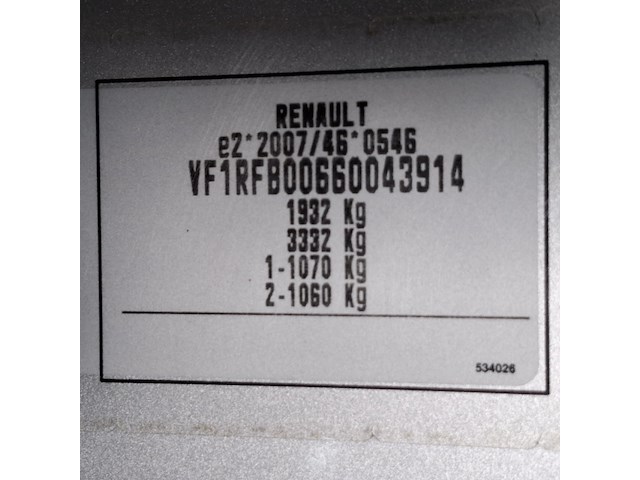 RENAULT
e2*2007/46*0546
VF1RFB00660043914
1932 Kg
3332 Kg
1-1070 Kg
2-1060 Kg
534026